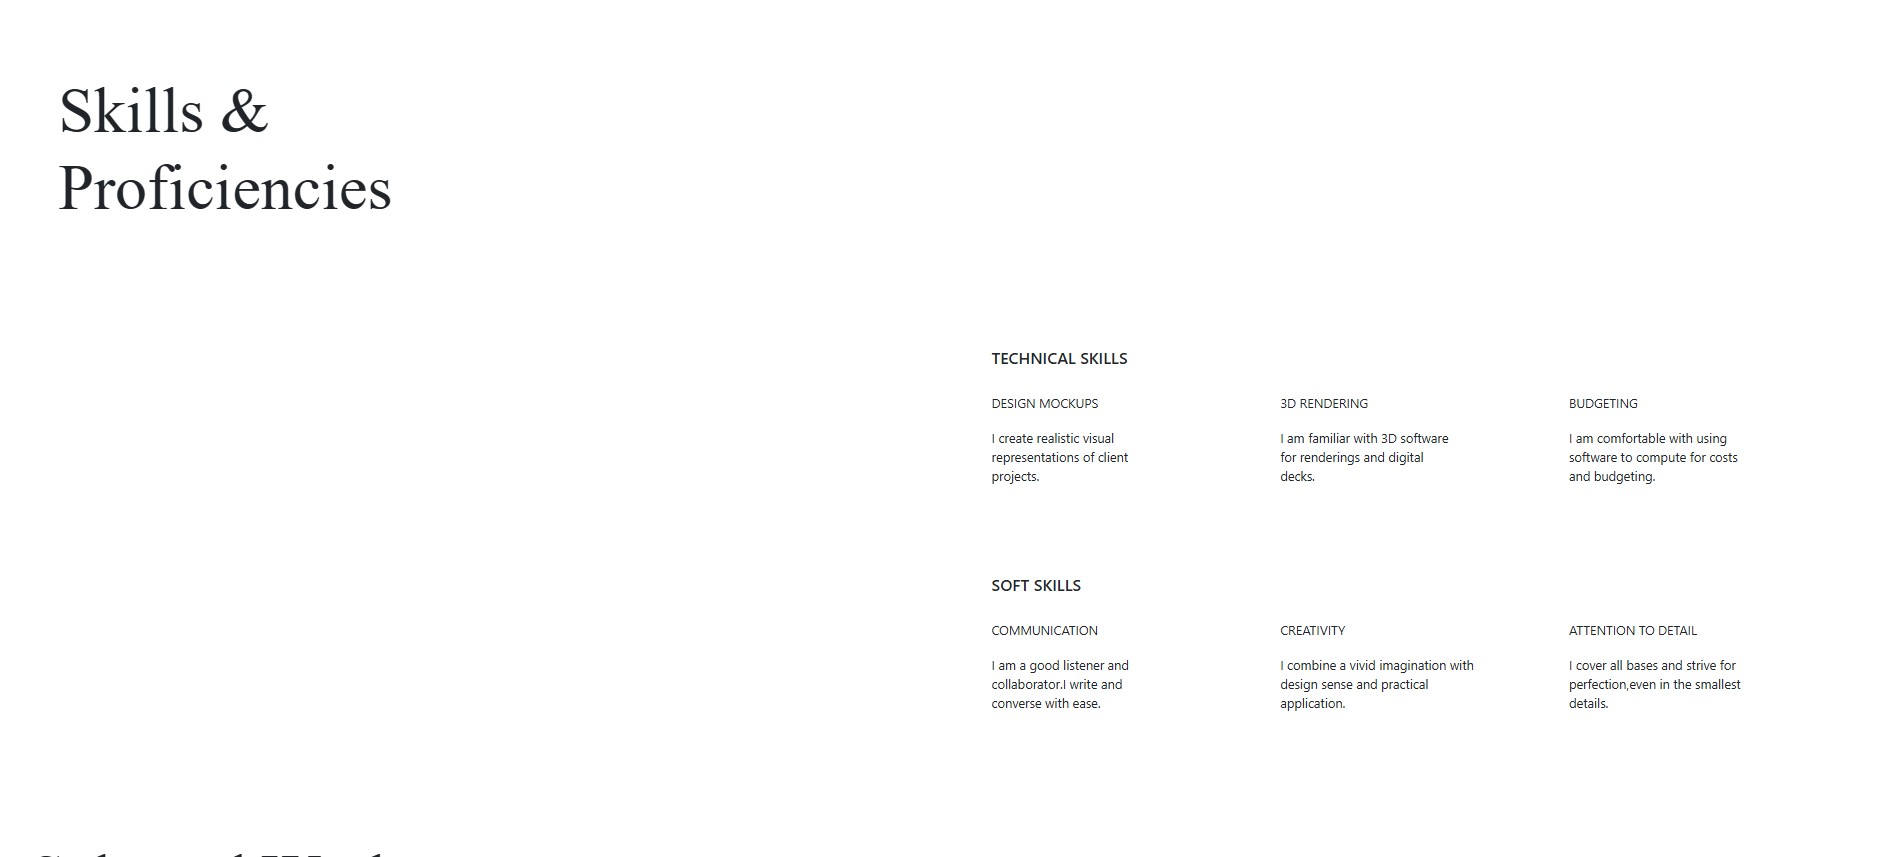 Skills &
Proficiencies
TECHNICAL SKILLS
DESIGN MOCKUPS
I create realistic visual
representations of client
projects.
3D RENDERING
I am familiar with 3D software
for renderings and digital
decks.
BUDGETING
I am comfortable with using
software to compute for costs
and budgeting.
SOFT SKILLS
COMMUNICATION
I am a good listener and
collaborator.I write and
converse with ease.
CREATIVITY
I combine a vivid imagination with
design sense and practical
application.
ATTENTION TO DETAIL
I cover all bases and strive for
perfection,even in the smallest
details.